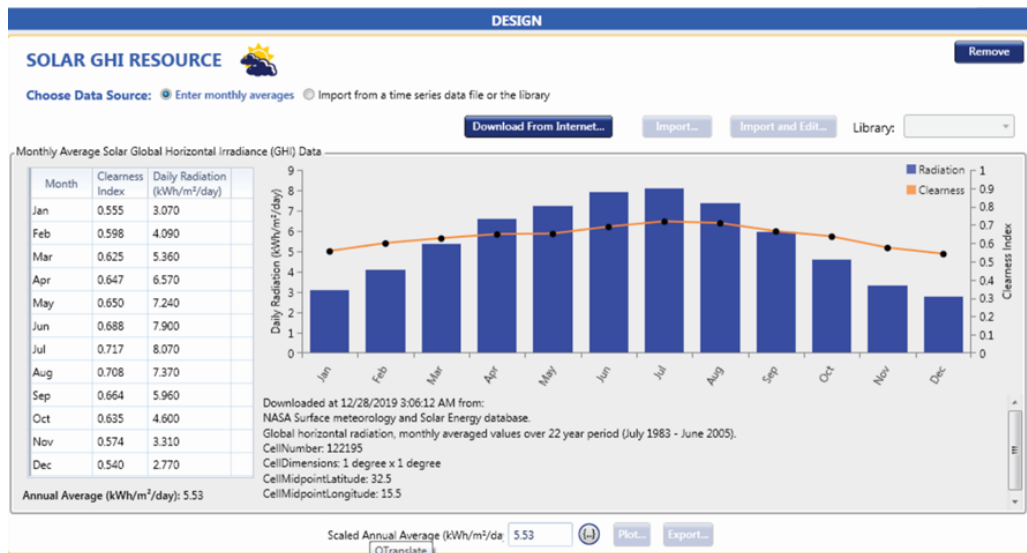 DESIGN
SOLAR GHI RESOURCE
Remove
Choose Data Source: Enter monthly averages Import from a time series data file or the library
Download From Internet... Import... Import and Edit... Library:
Monthly Average Solar Global Horizontal Irradiance (GHI) Data
Month Clearness Index Daily Radiation (kWh/m²/day)
Jan 0.555 3.070
Feb 0.598 4.090
Mar 0.625 5.360
Apr 0.647 6.570
May 0.650 7.240
Jun 0.688 7.900
Jul 0.717 8.070
Aug 0.708 7.370
Sep 0.664 5.960
Oct 0.635 4.600
Nov 0.574 3.310
Dec 0.540 2.770
Annual Average (kWh/m²/day): 5.53
Daily Radiation (kWh/m²/day)
9
8
7
6
5
4
3
2
1
0
Jan Feb Mar Apr May Jun Jul Aug Sep Oct Nov Dec
Radiation
Clearness
1
0.9
0.8
0.7
0.6
0.5
0.4
0.3
0.2
0.1
0
Clearness Index
Downloaded at 12/28/2019 3:06:12 AM from:
NASA Surface meteorology and Solar Energy database.
Global horizontal radiation, monthly averaged values over 22 year period (July 1983 - June 2005).
CellNumber: 122195
CellDimensions: 1 degree x 1 degree
CellMidpointLatitude: 32.5
CellMidpointLongitude: 15.5
Scaled Annual Average (kWh/m²/da 5.53 {..} Plot... Export...
QTranslate